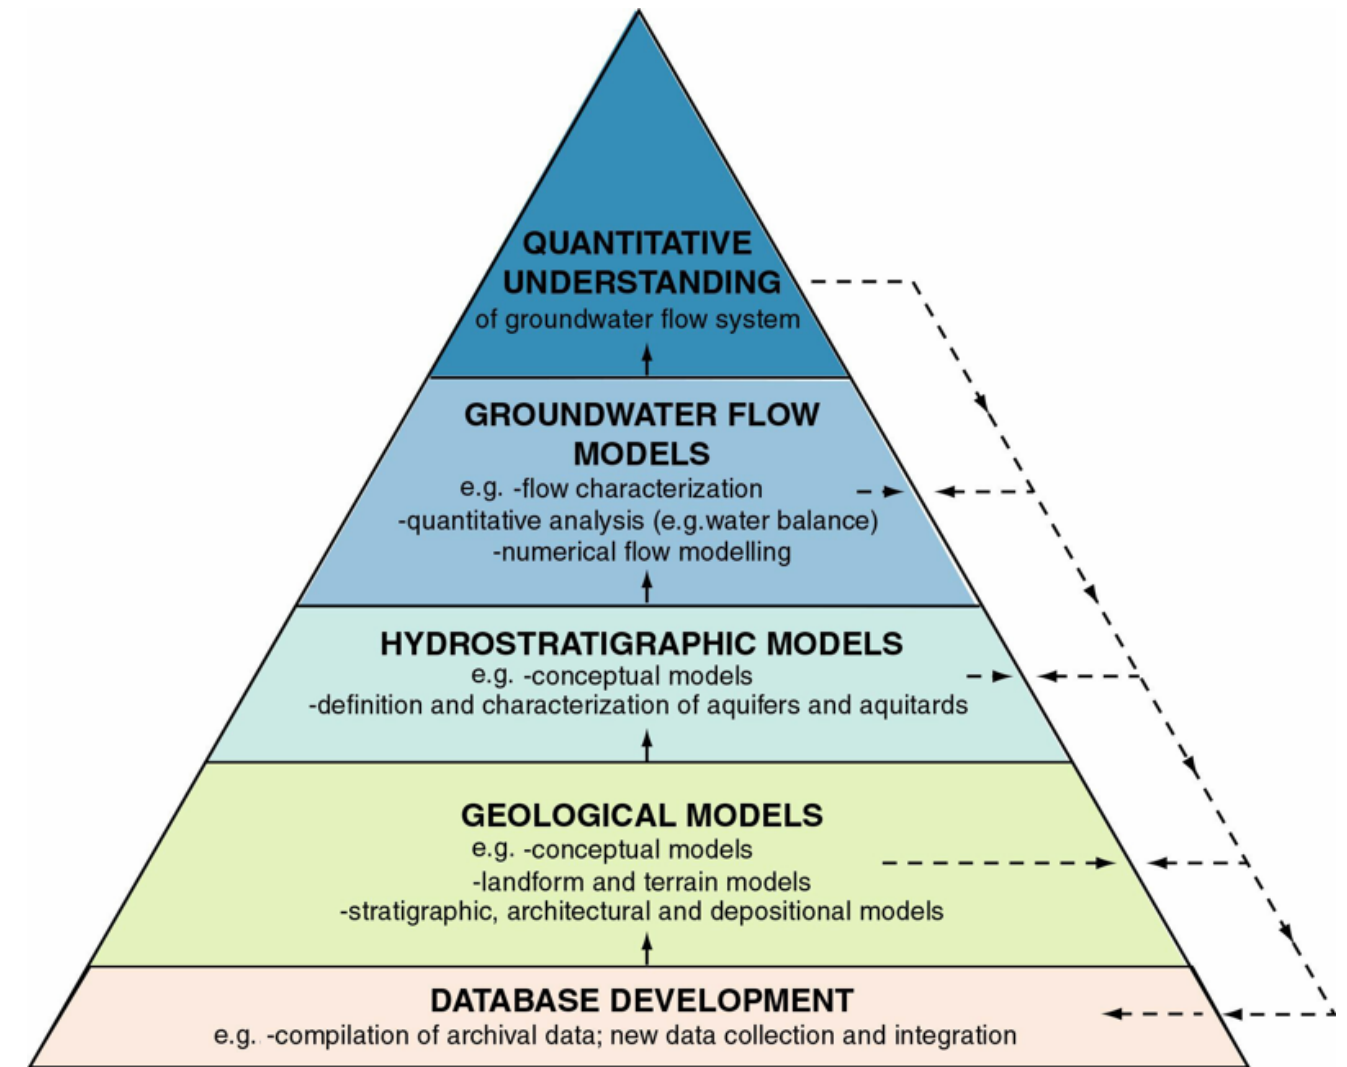 QUANTITATIVE
UNDERSTANDING
of groundwater flow system
GROUNDWATER FLOW
MODELS
e.g. -flow characterization
-quantitative analysis (e.g.water balance)
-numerical flow modelling
HYDROSTRATIGRAPHIC MODELS
e.g. -conceptual models
-definition and characterization of aquifers and aquitards
GEOLOGICAL MODELS
e.g. -conceptual models
-landform and terrain models
-stratigraphic, architectural and depositional models
DATABASE DEVELOPMENT
e.g. -compilation of archival data; new data collection and integration